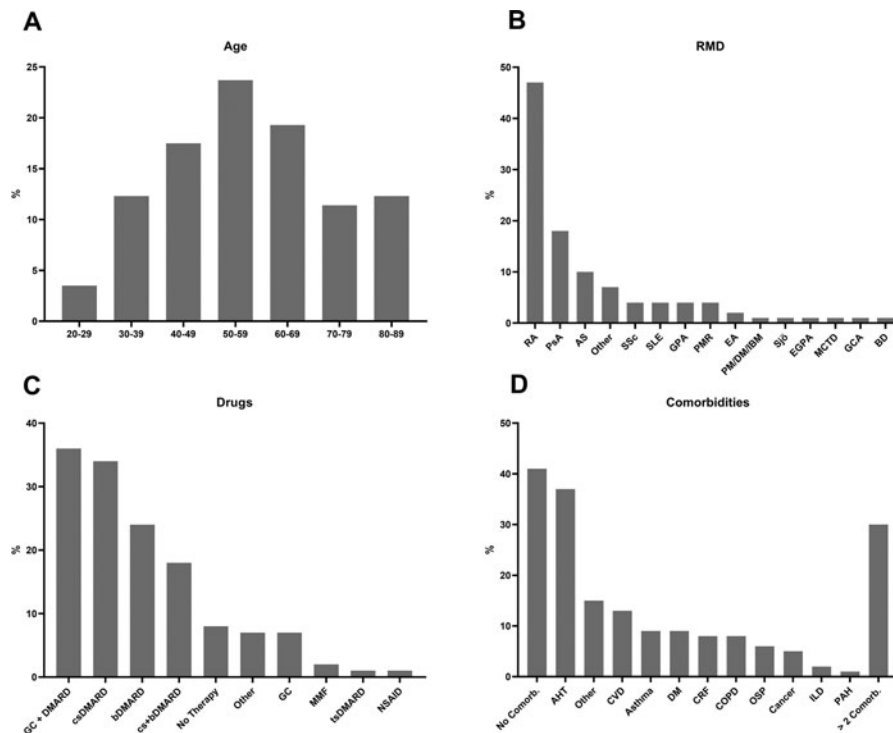 A
Age
25
20
15
10
5
0
%
20-29 30-39 40-49 50-59 60-69 70-79 80-89
B
RMD
50
40
30
20
10
0
%
RA PsA AS Other SSc SLE GPA PMR EA PM/DM/IBM Sjö EGPA MCTD GCA BD
C
Drugs
40
30
20
10
0
%
GC + DMARD csDMARD bDMARD cs+bDMARD No Therapy Other GC MMF tsDMARD NSAID
D
Comorbidities
50
40
30
20
10
0
%
No Comorb. AHT Other CVD Asthma DM CRF COPD OSP Cancer ILD PAH > 2 Comorb.